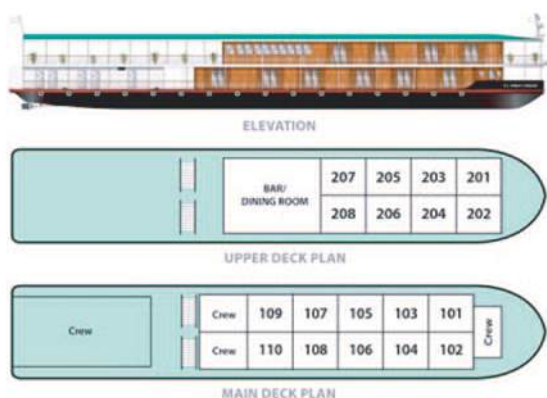 ELEVATION
BAR/
DINING ROOM
207 205 203 201
208 206 204 202
UPPER DECK PLAN
Crew
Crew 109 107 105 103 101
Crew 110 108 106 104 102
Crew
MAIN DECK PLAN